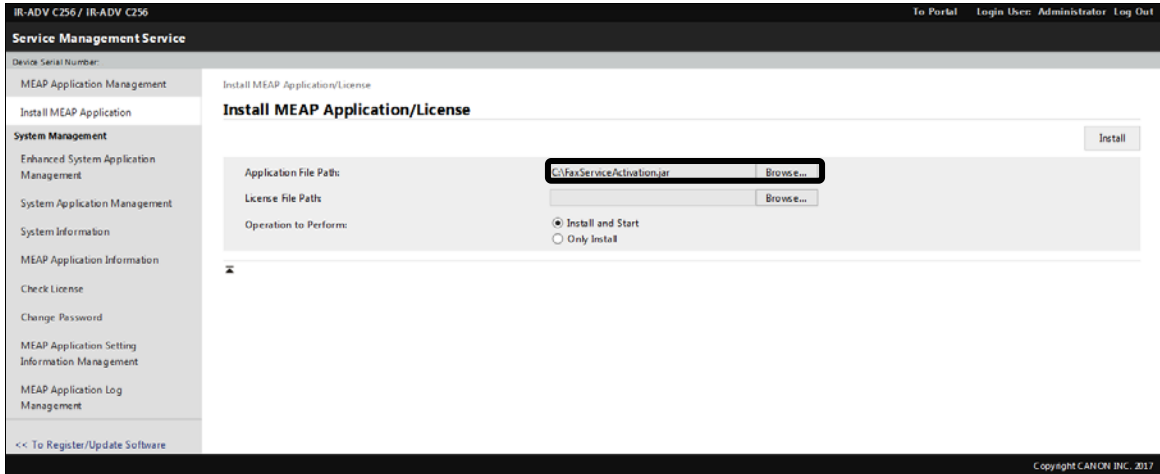 IR-ADV C256 / IR-ADV C256
To Portal Login User: Administrator Log Out
Service Management Service
Device Serial Number:
MEAP Application Management
Install MEAP Application
System Management
Enhanced System Application
Management
System Application Management
System Information
MEAP Application Information
Check License
Change Password
MEAP Application Setting
Information Management
MEAP Application Log
Management
<< To Register/Update Software
Install MEAP Application/License
Install MEAP Application/License
Install
Application File Path:
C:\FaxServiceActivation.jar
Browse...
License File Path:
Browse...
Operation to Perform:
Install and Start
Only Install
Copyright CANON INC. 2017